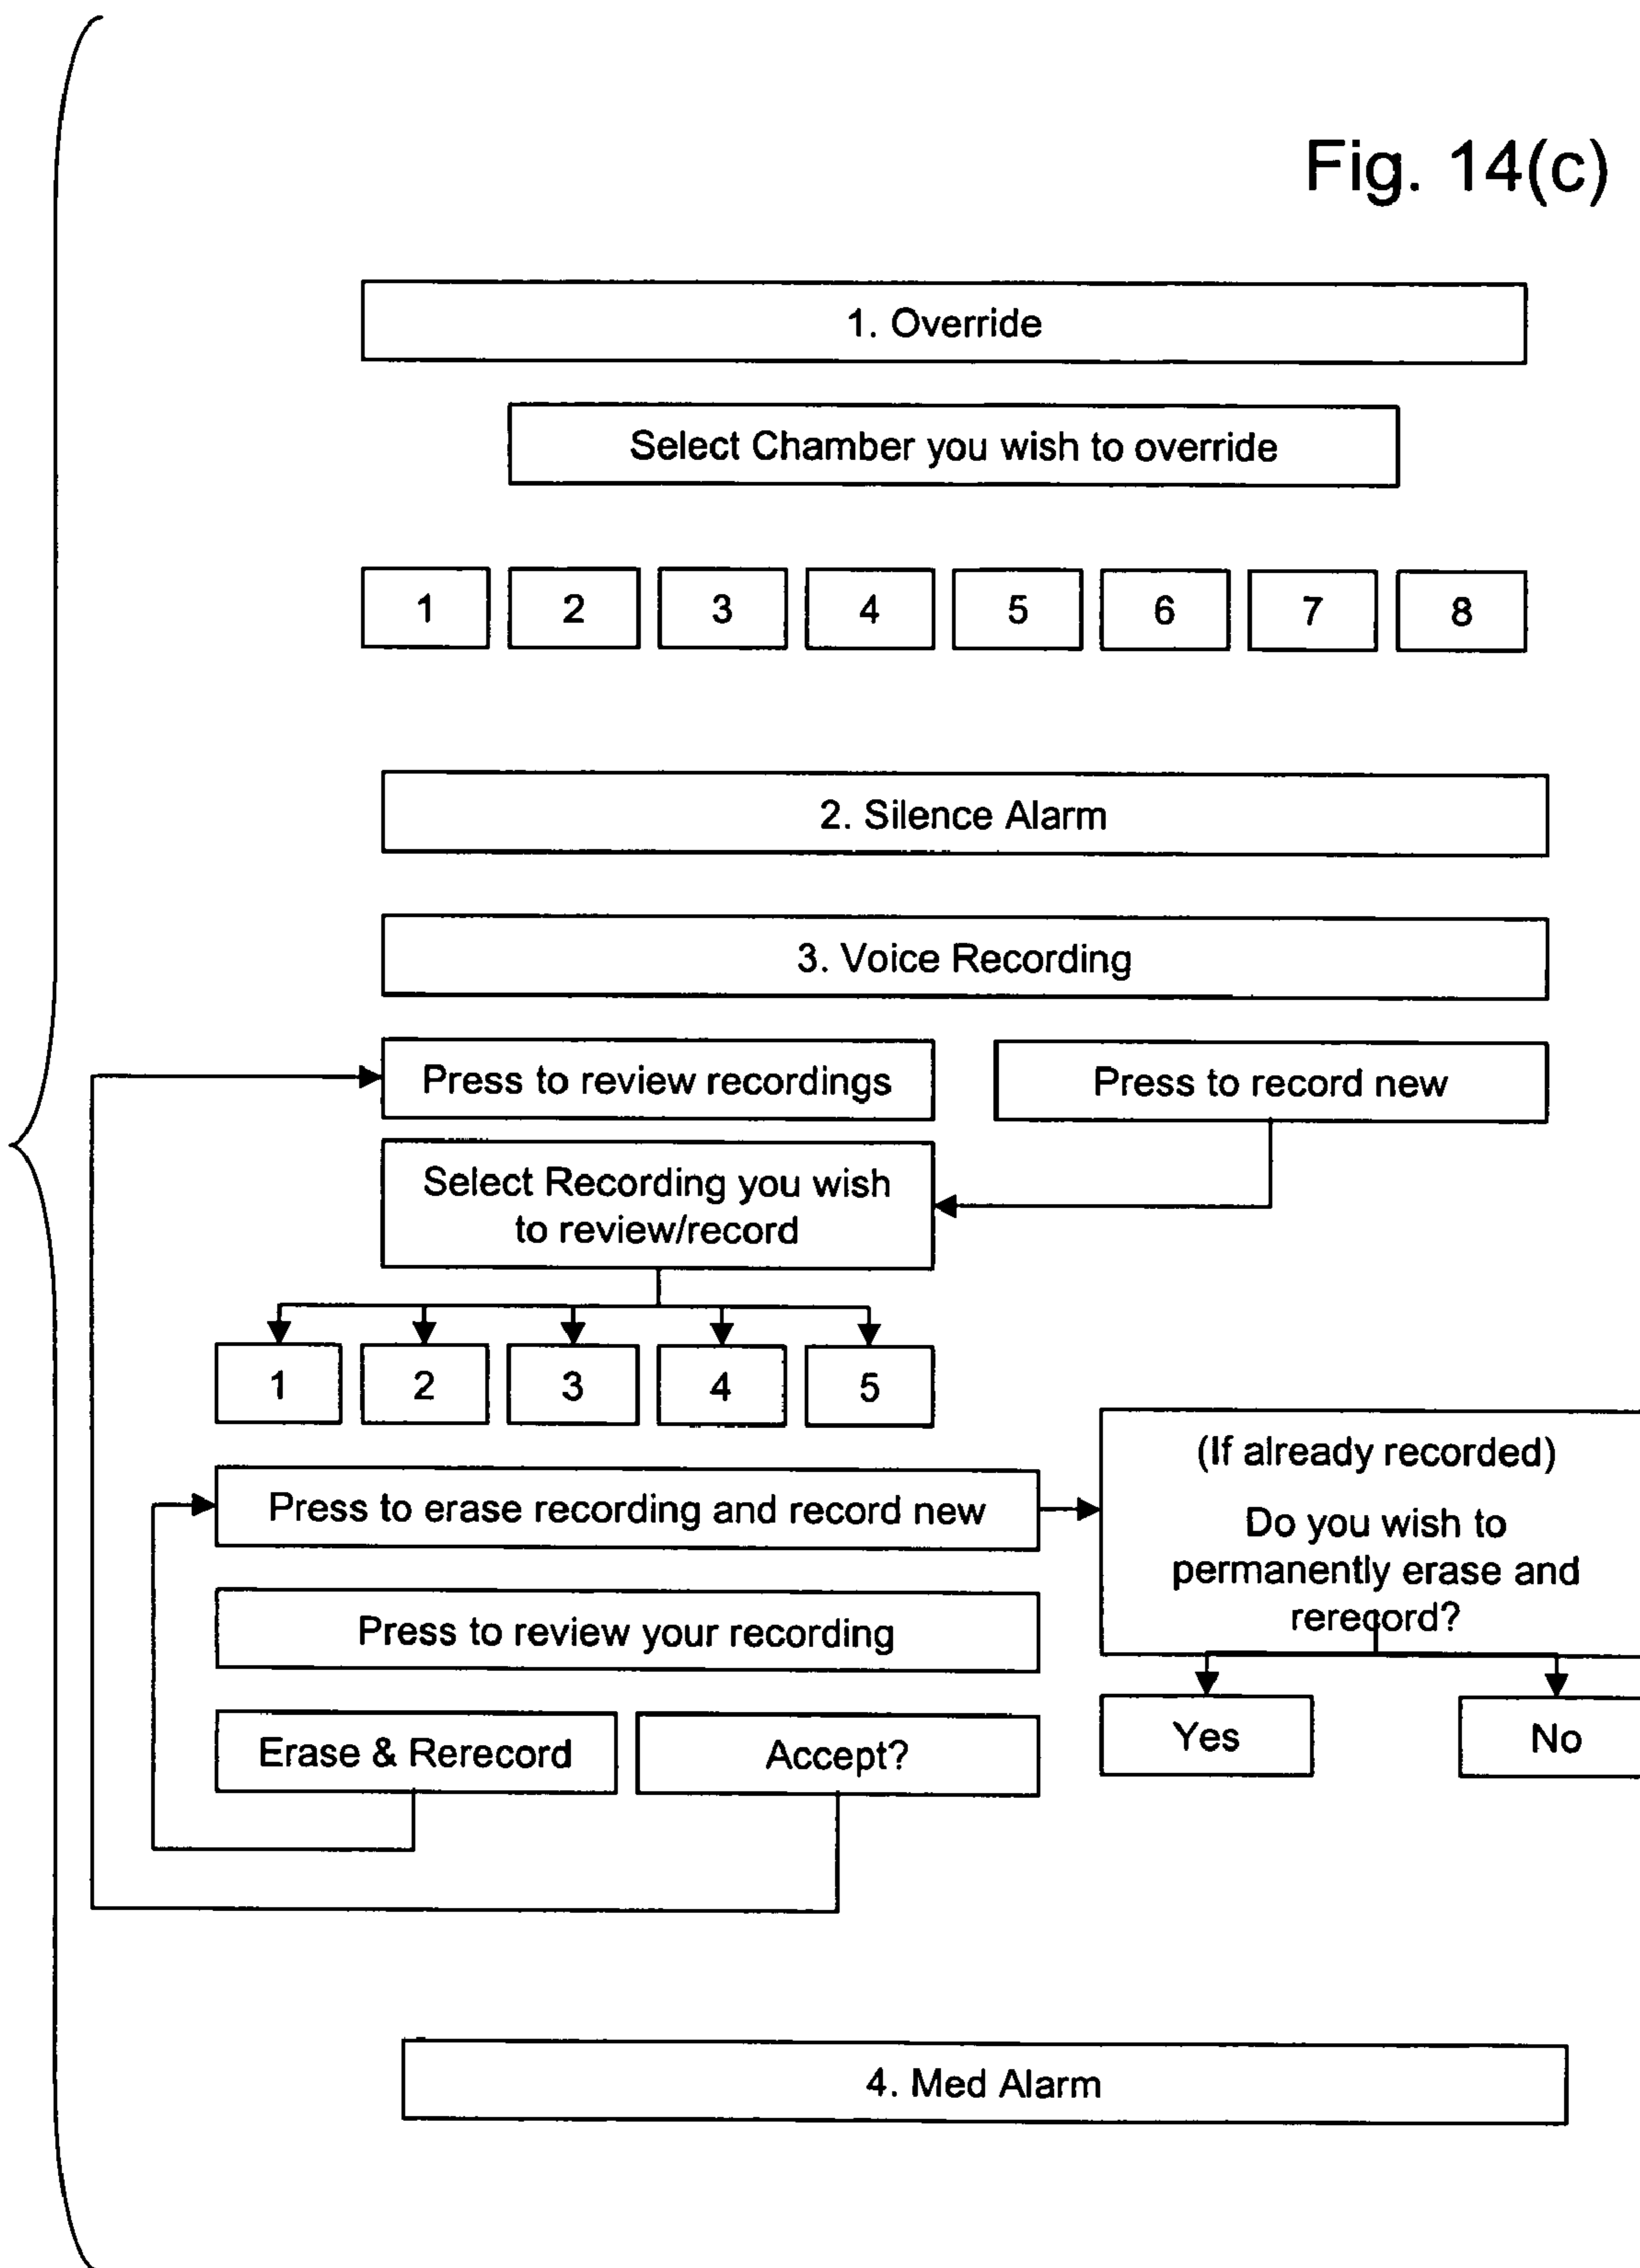 Fig. 14(c)
1. Override
Select Chamber you wish to override
1 2 3 4 5 6 7 8
2. Silence Alarm
3. Voice Recording
Press to review recordings
Press to record new
Select Recording you wish
to review/record
1 2 3 4 5
(If already recorded)
Do you wish to
permanently erase and
rerecord?
Press to erase recording and record new
Press to review your recording
Erase & Rerecord
Accept?
Yes
No
4. Med Alarm